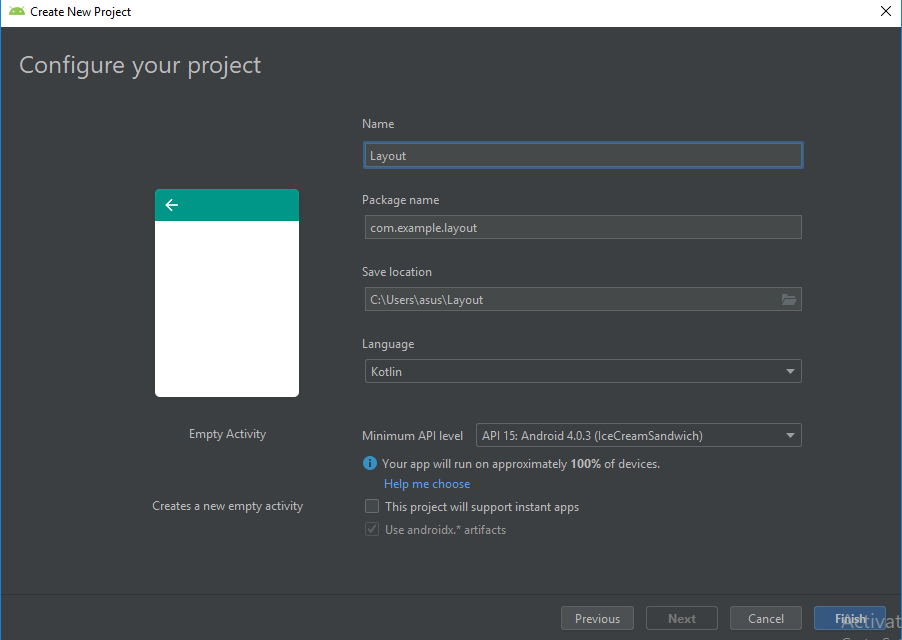 Create New Project
Configure your project
Name
Layout
Package name
com.example.layout
Save location
C:\Users\asus\Layout
Language
Kotlin
Empty Activity
Minimum API level API 15: Android 4.0.3 (IceCreamSandwich)
Your app will run on approximately 100% of devices.
Help me choose
Creates a new empty activity
This project will support instant apps
Use androidx.* artifacts
Previous Next Cancel Finish
Activat